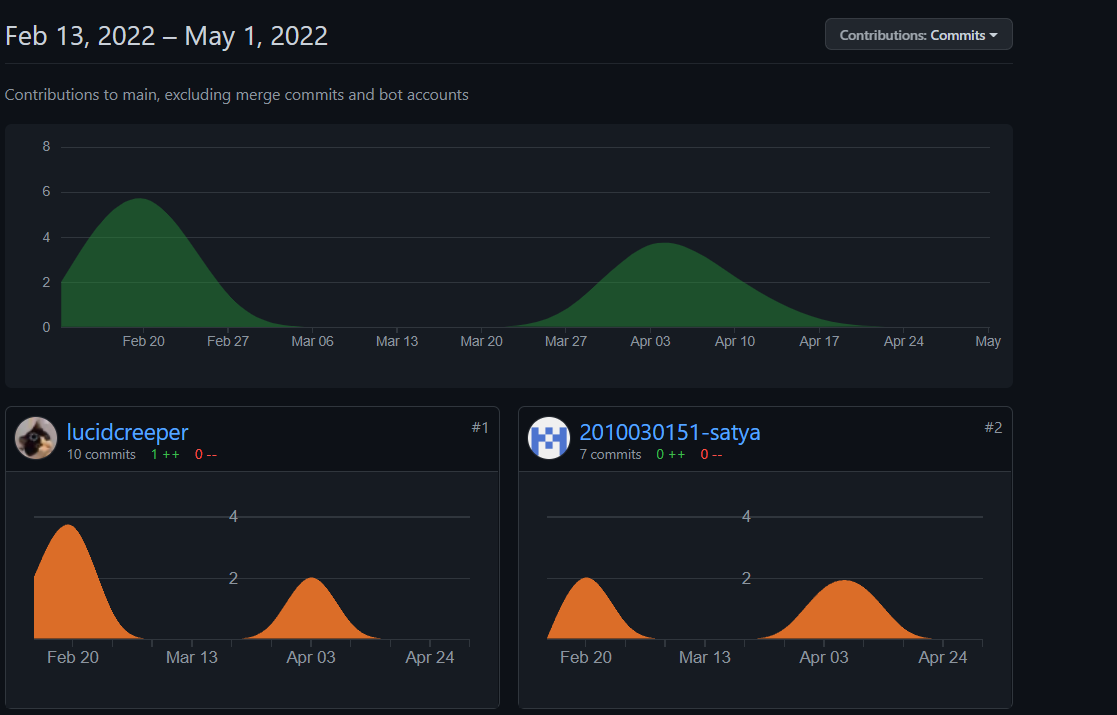 Feb 13, 2022 – May 1, 2022
Contributions: Commits
Contributions to main, excluding merge commits and bot accounts
8
6
4
2
0
Feb 20 Feb 27 Mar 06 Mar 13 Mar 20 Mar 27 Apr 03 Apr 10 Apr 17 Apr 24 May
lucidcreeper #1
10 commits 1 ++ 0 --
4
2
Feb 20 Mar 13 Apr 03 Apr 24
2010030151-satya #2
7 commits 0 ++ 0 --
4
2
Feb 20 Mar 13 Apr 03 Apr 24